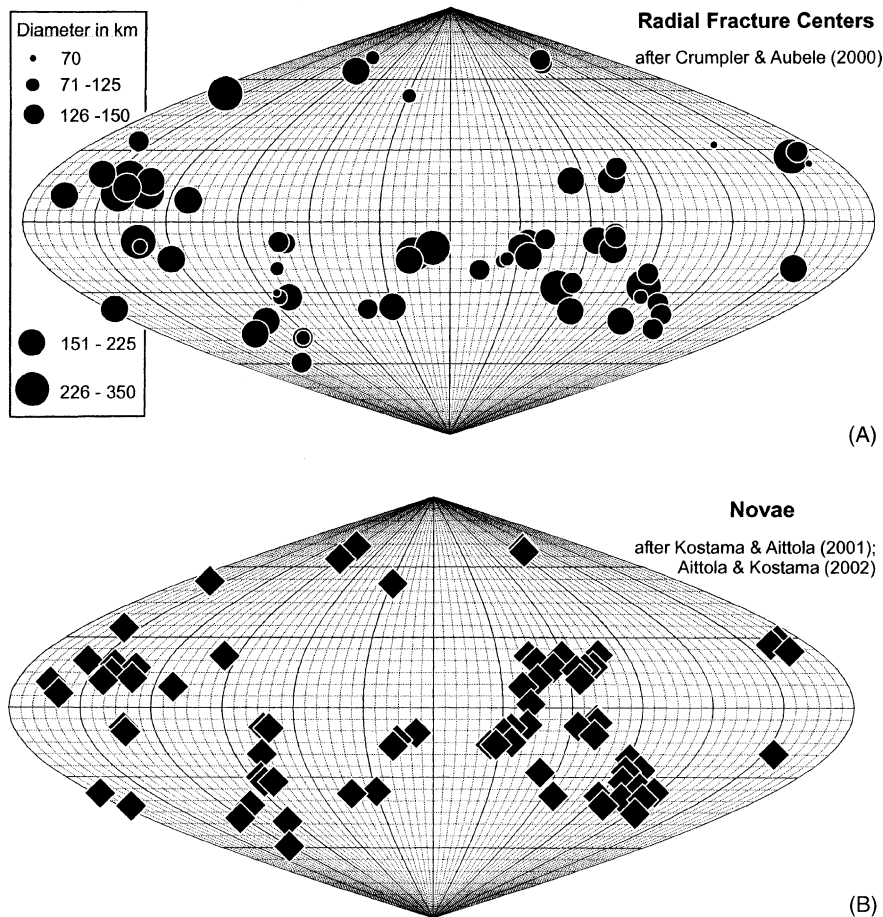 Diameter in km
70
71 -125
126 -150
151 - 225
226 - 350
Radial Fracture Centers
after Crumpler & Aubele (2000)
(A)
Novae
after Kostama & Aittola (2001);
Aittola & Kostama (2002)
(B)